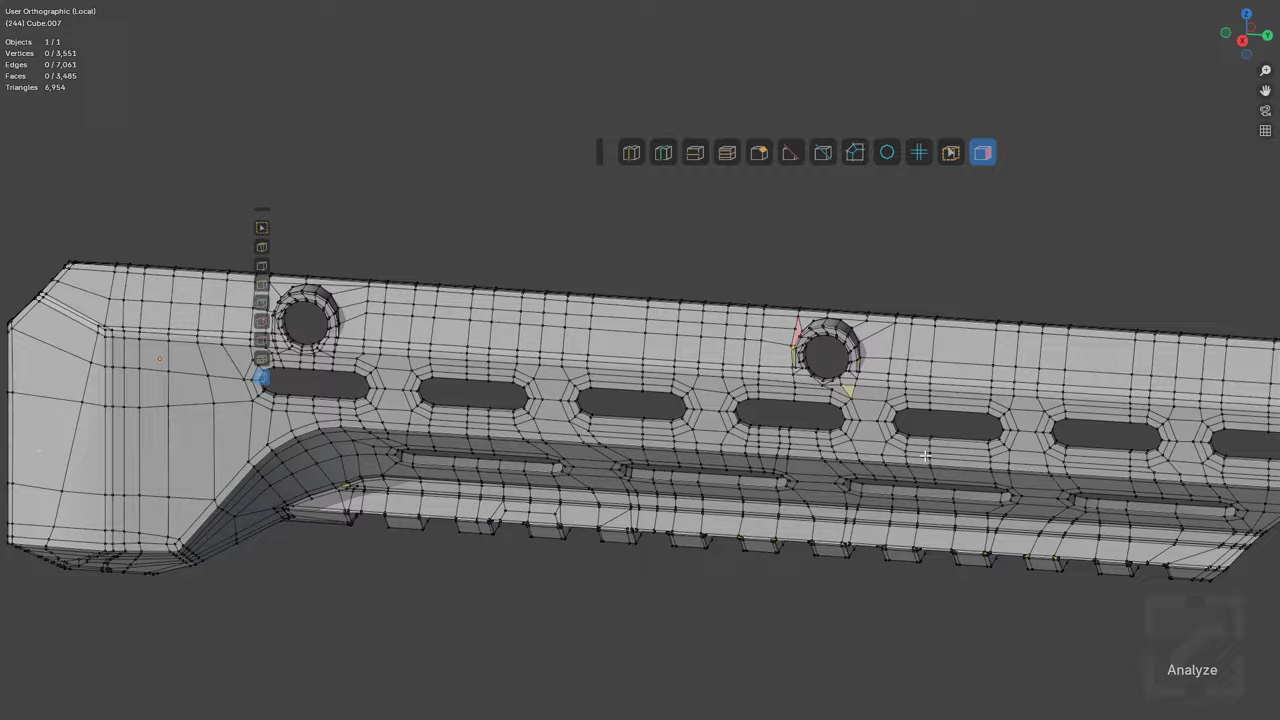 User Orthographic (Local)
(244) Cube.007
Objects 1 / 1
Vertices 0 / 3,551
Edges 0 / 7,061
Faces 0 / 3,485
Triangles 6,954
Z
Y
X
Analyze